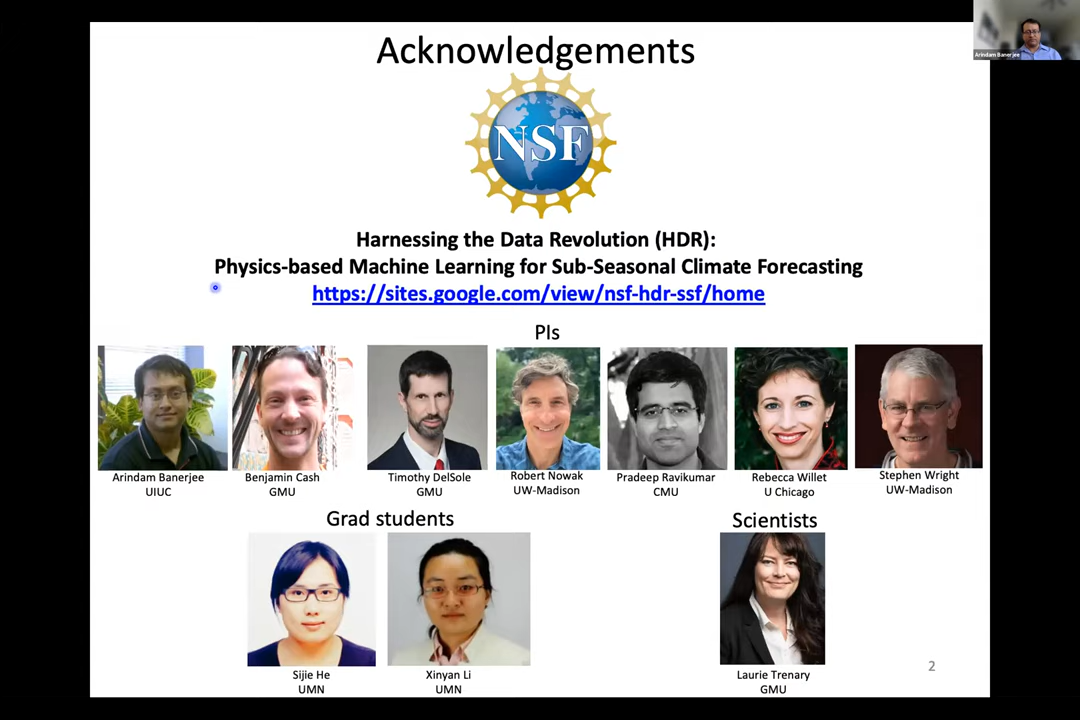 Acknowledgements
Arindam Banerjee
NSF
Harnessing the Data Revolution (HDR):
Physics-based Machine Learning for Sub-Seasonal Climate Forecasting
https://sites.google.com/view/nsf-hdr-ssf/home
PIs
Arindam Banerjee
UIUC
Benjamin Cash
GMU
Timothy DelSole
GMU
Robert Nowak
UW-Madison
Pradeep Ravikumar
CMU
Rebecca Willet
U Chicago
Stephen Wright
UW-Madison
Grad students
Scientists
Sijie He
UMN
Xinyan Li
UMN
Laurie Trenary
GMU
2